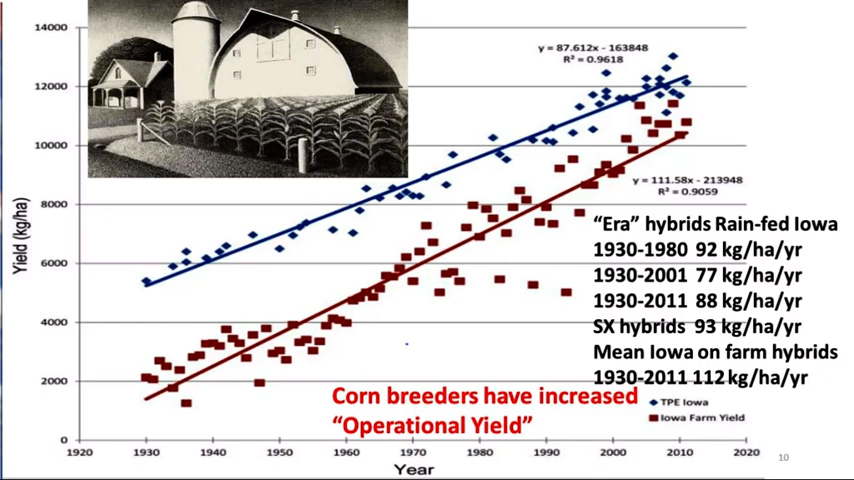 14000
12000
10000
8000
6000
4000
2000
0
Yield (kg/ha)
y = 87.612x - 163848
R² = 0.9618
y = 111.58x - 213948
R² = 0.9059
“Era” hybrids Rain-fed Iowa
1930-1980 92 kg/ha/yr
1930-2001 77 kg/ha/yr
1930-2011 88 kg/ha/yr
SX hybrids 93 kg/ha/yr
Mean Iowa on farm hybrids
1930-2011 112 kg/ha/yr
Corn breeders have increased
“Operational Yield”
TPE Iowa
Iowa Farm Yield
1920 1930 1940 1950 1960 1970 1980 1990 2000 2010 2020
Year
10